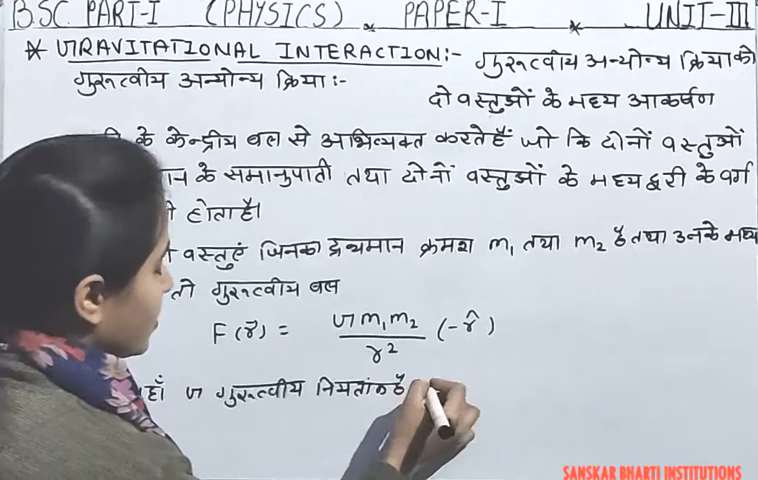 BSC PART-I (PHYSICS) PAPER-I * UNIT-III
* GRAVITATIONAL INTERACTION:- गुरुत्वीय अन्योन्य क्रिया को
गुरुत्वीय अन्योन्य क्रिया:-
दो वस्तुओं के मध्य आकर्षण
के केन्द्रीय बल से अभिव्यक्त करते हैं जो कि दोनों वस्तुओं
के समानुपाती तथा दोनों वस्तुओं के मध्य दूरी के वर्ग
होता है।
वस्तुएं जिनका द्रव्यमान क्रमश m₁ तथा m₂ है तथा उनके मध्य
तो गुरुत्वीय बल
F(r⃗) = G m₁m₂ / r² (-r̂)
G गुरुत्वीय नियतांक है
SANSKAR BHARTI INSTITUTIONS